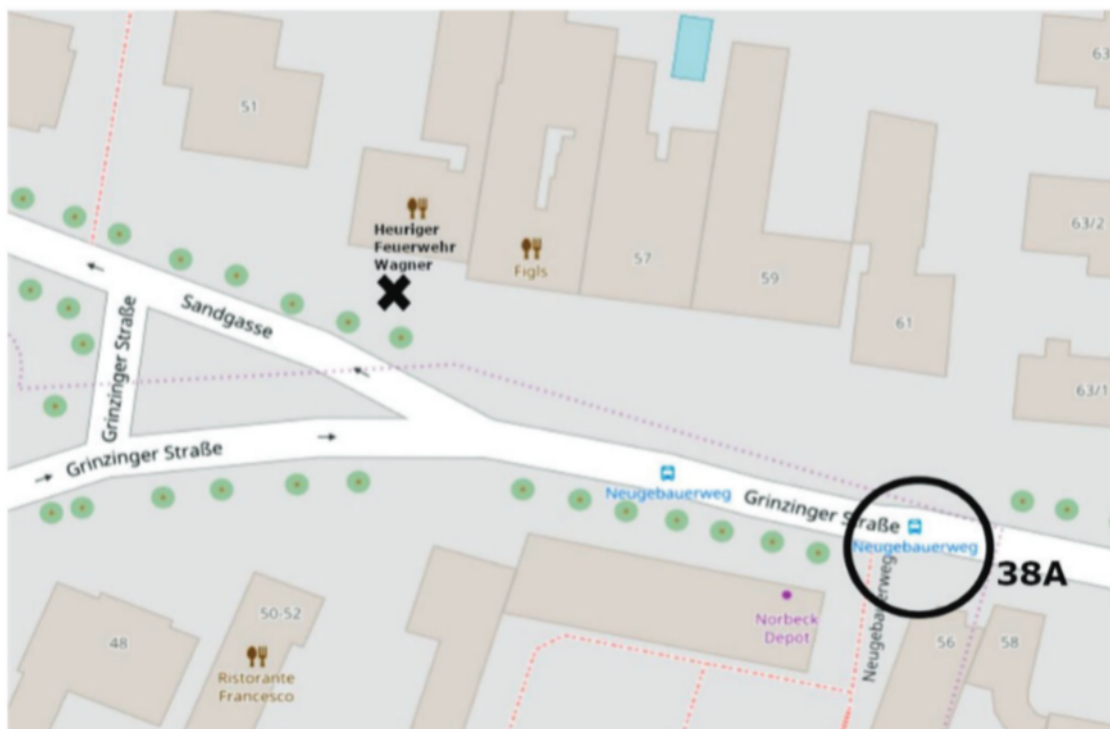 63
51
Heuriger
Feuerwehr
Wagner
Figls
57
59
63/2
61
Sandgasse
Grinzinger Straße
63/1
Grinzinger Straße
Neugebauerweg
Grinzinger Straße
Neugebauerweg
38A
Neugebauerweg
Norbeck
Depot
48
50-52
56
58
Ristorante
Francesco